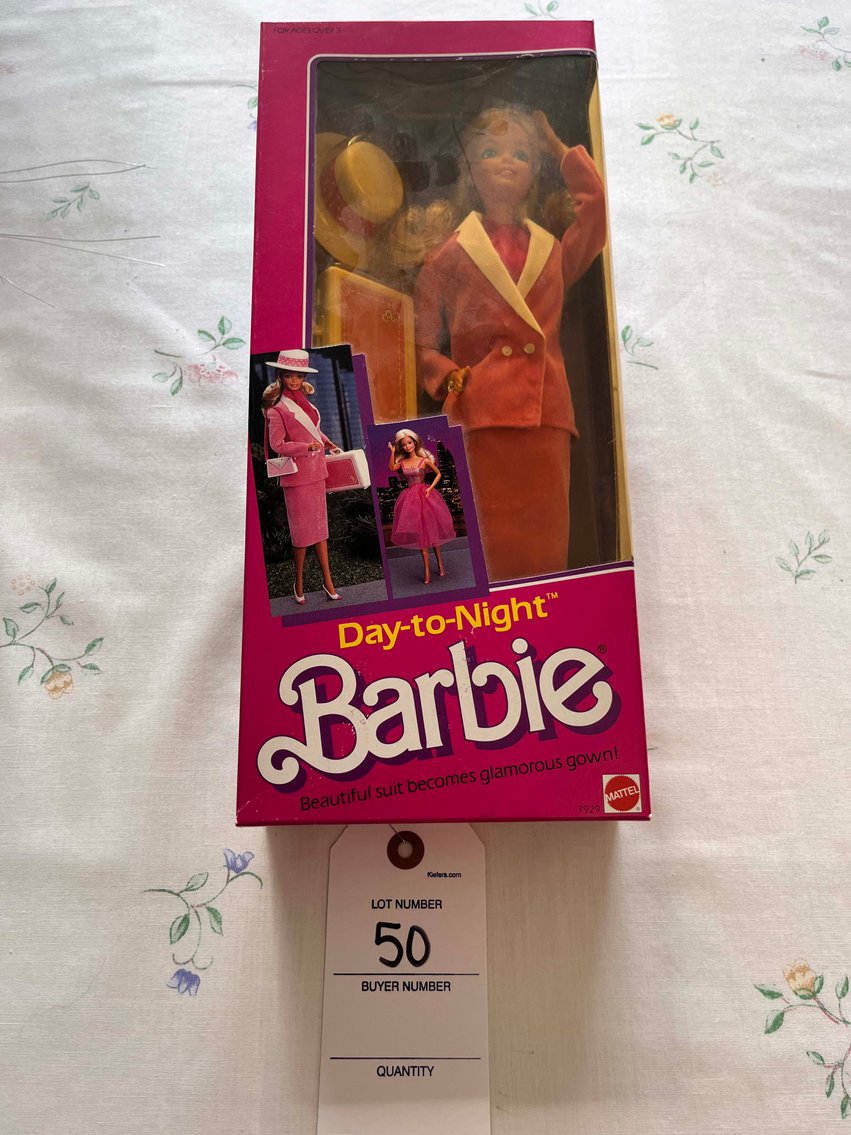 FOR AGES OVER 3
Day-to-Night™
Barbie®
Beautiful suit becomes glamorous gown!
7929
MATTEL
Kiefers.com
LOT NUMBER
50
BUYER NUMBER
QUANTITY